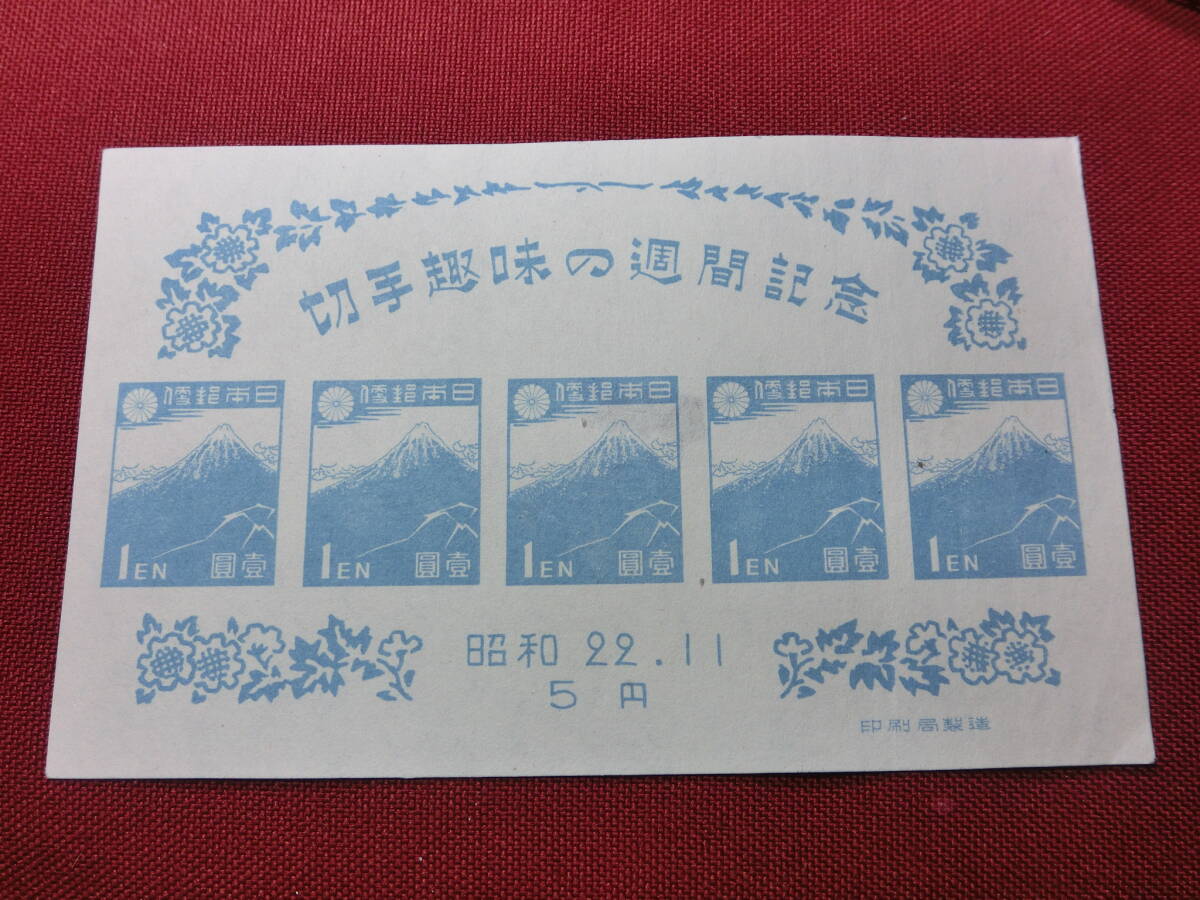 切手趣味の週間記念
便郵本日 便郵本日 便郵本日 便郵本日 便郵本日
1EN 圓壹 1EN 圓壹 1EN 圓壹 1EN 圓壹 1EN 圓壹
昭和 22.11
5 円
印刷局製造